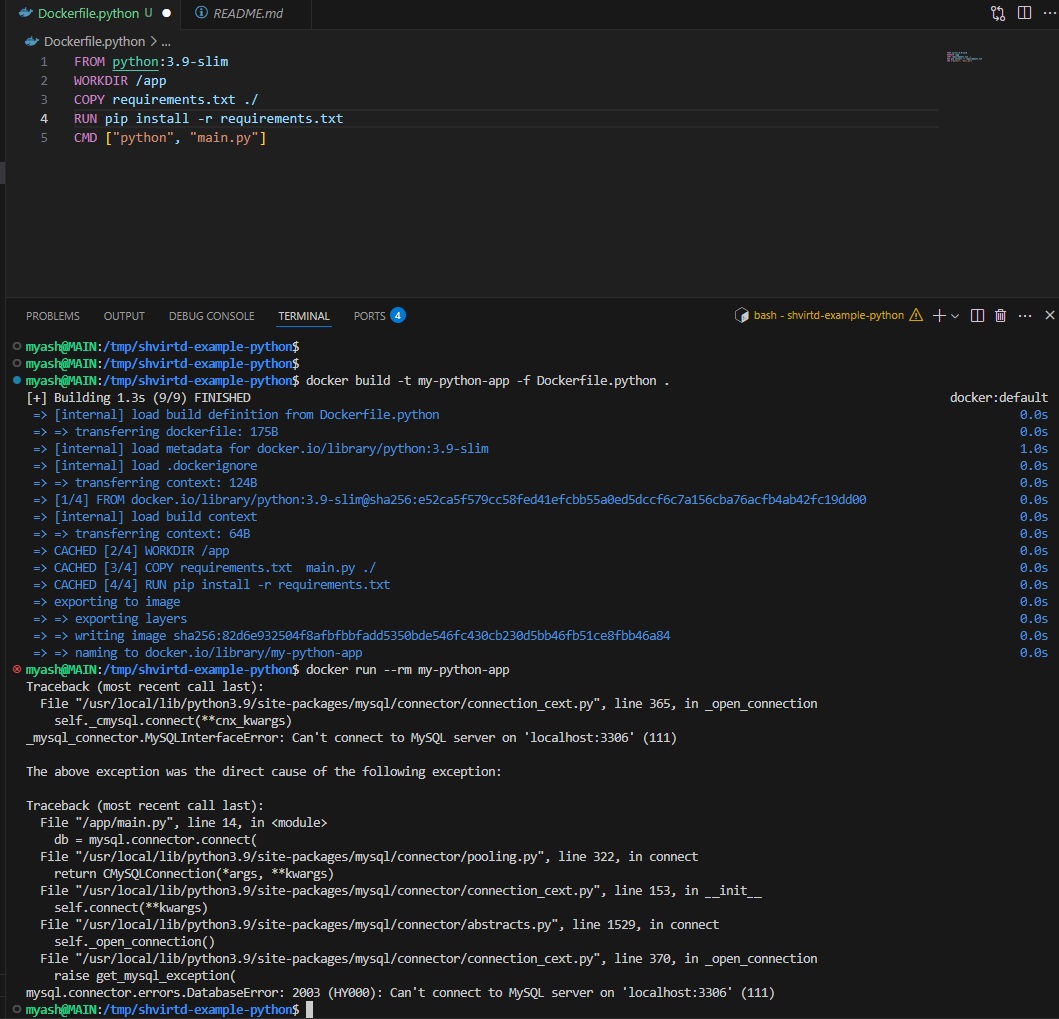 Dockerfile.python U ●
README.md
Dockerfile.python > ...
1 FROM python:3.9-slim
2 WORKDIR /app
3 COPY requirements.txt ./
4 RUN pip install -r requirements.txt
5 CMD ["python", "main.py"]
PROBLEMS OUTPUT DEBUG CONSOLE TERMINAL PORTS 4
bash - shvirtd-example-python
myash@MAIN:/tmp/shvirtd-example-python$
myash@MAIN:/tmp/shvirtd-example-python$
myash@MAIN:/tmp/shvirtd-example-python$ docker build -t my-python-app -f Dockerfile.python .
[+] Building 1.3s (9/9) FINISHED docker:default
=> [internal] load build definition from Dockerfile.python 0.0s
=> => transferring dockerfile: 175B 0.0s
=> [internal] load metadata for docker.io/library/python:3.9-slim 1.0s
=> [internal] load .dockerignore 0.0s
=> => transferring context: 124B 0.0s
=> [1/4] FROM docker.io/library/python:3.9-slim@sha256:e52ca5f579cc58fed41efcbb55a0ed5dccf6c7a156cba76acfb4ab42fc19dd00 0.0s
=> [internal] load build context 0.0s
=> => transferring context: 64B 0.0s
=> CACHED [2/4] WORKDIR /app 0.0s
=> CACHED [3/4] COPY requirements.txt  main.py ./ 0.0s
=> CACHED [4/4] RUN pip install -r requirements.txt 0.0s
=> exporting to image 0.0s
=> => exporting layers 0.0s
=> => writing image sha256:82d6e932504f8afbfbbfadd5350bde546fc430cb230d5bb46fb51ce8fbb46a84 0.0s
=> => naming to docker.io/library/my-python-app 0.0s
myash@MAIN:/tmp/shvirtd-example-python$ docker run --rm my-python-app
Traceback (most recent call last):
File "/usr/local/lib/python3.9/site-packages/mysql/connector/connection_cext.py", line 365, in _open_connection
self._cmysql.connect(**cnx_kwargs)
_mysql_connector.MySQLInterfaceError: Can't connect to MySQL server on 'localhost:3306' (111)
The above exception was the direct cause of the following exception:
Traceback (most recent call last):
File "/app/main.py", line 14, in <module>
db = mysql.connector.connect(
File "/usr/local/lib/python3.9/site-packages/mysql/connector/pooling.py", line 322, in connect
return CMySQLConnection(*args, **kwargs)
File "/usr/local/lib/python3.9/site-packages/mysql/connector/connection_cext.py", line 153, in __init__
self.connect(**kwargs)
File "/usr/local/lib/python3.9/site-packages/mysql/connector/abstracts.py", line 1529, in connect
self._open_connection()
File "/usr/local/lib/python3.9/site-packages/mysql/connector/connection_cext.py", line 370, in _open_connection
raise get_mysql_exception(
mysql.connector.errors.DatabaseError: 2003 (HY000): Can't connect to MySQL server on 'localhost:3306' (111)
myash@MAIN:/tmp/shvirtd-example-python$